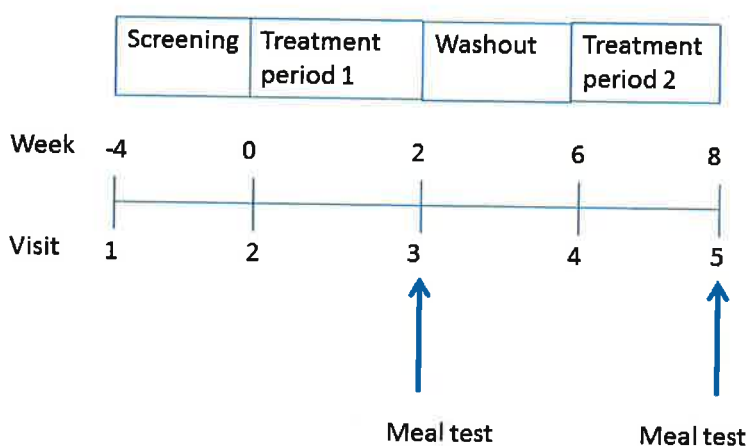 Screening
Treatment
period 1
Washout
Treatment
period 2
Week -4 0 2 6 8
Visit 1 2 3 4 5
Meal test Meal test